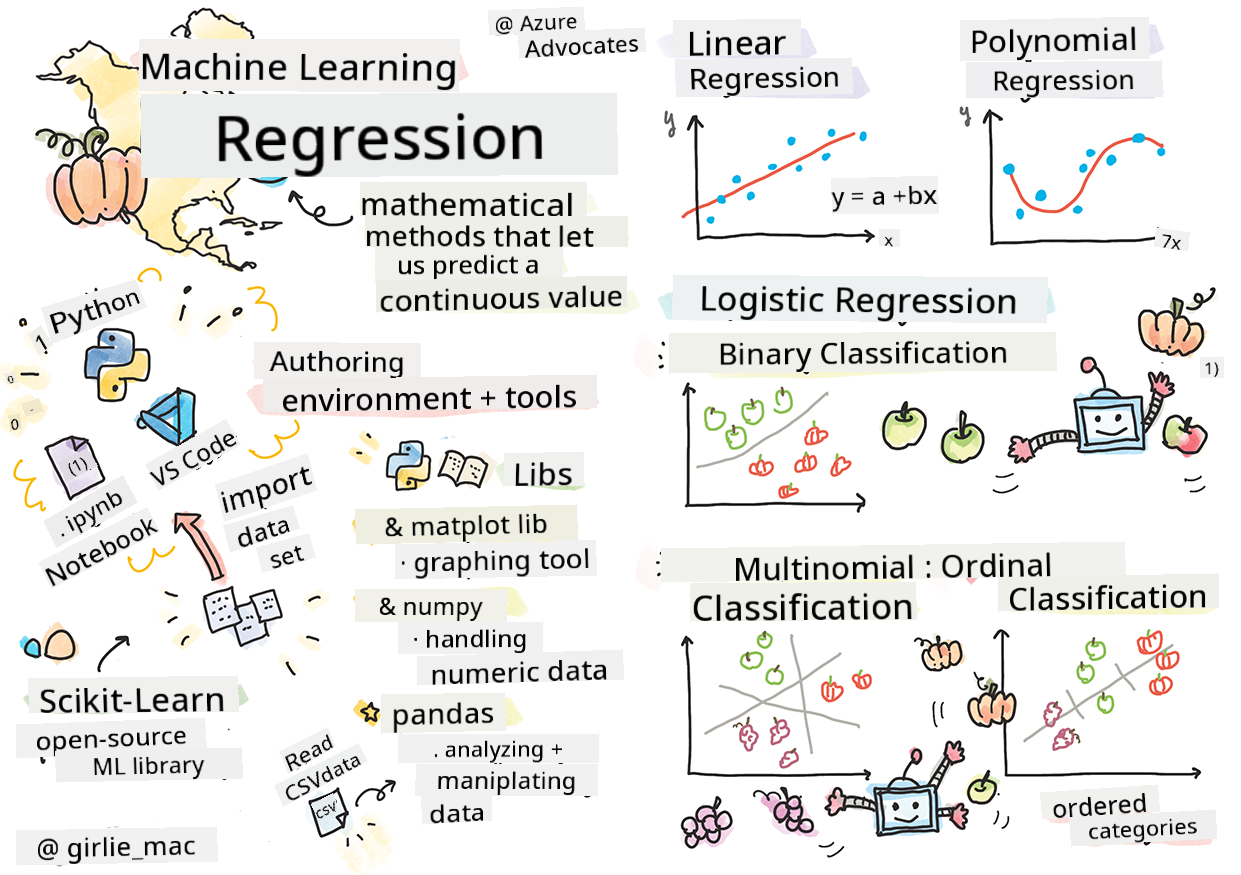 @ Azure
Advocates
Machine Learning
Regression
mathematical
methods that let
us predict a
continuous value
1 Python
VS Code
(1)
.ipynb
Notebook
Authoring
environment + tools
import
data
set
Scikit-Learn
open-source
ML library
@ girlie_mac
Libs
& matplot lib
· graphing tool
& numpy
· handling
numeric data
pandas
. analyzing +
maniplating
data
Read
CSVdata
CSV
Linear
Regression
y
y = a +bx
x
Polynomial
Regression
y
7x
Logistic Regression
: Binary Classification
1)
: Multinomial : Ordinal
Classification
Classification
ordered
categories